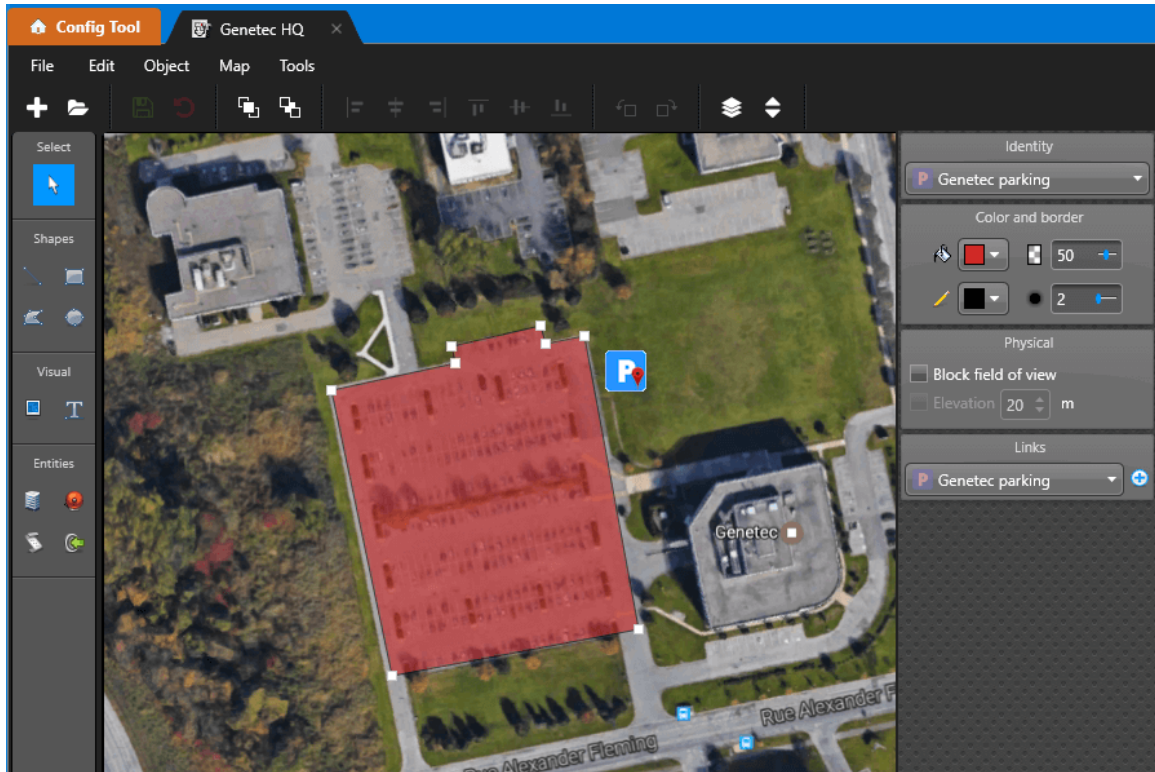 Config Tool
Genetec HQ
File Edit Object Map Tools
Select
Shapes
Visual
T
Entities
P
Genetec
Rue Alexander Fleming
Rue Alexander F
Identity
P Genetec parking
Color and border
50
2
Physical
Block field of view
Elevation 20 m
Links
P Genetec parking